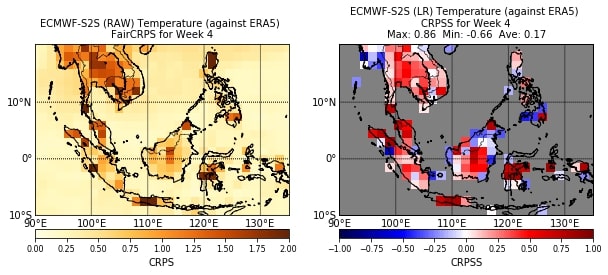 ECMWF-S2S (RAW) Temperature (against ERA5)
FairCRPS for Week 4
10°N
0°
10°S
90°E 100°E 110°E 120°E 130°E
0.00 0.25 0.50 0.75 1.00 1.25 1.50 1.75 2.00
CRPS
ECMWF-S2S (LR) Temperature (against ERA5)
CRPSS for Week 4
Max: 0.86 Min: -0.66 Ave: 0.17
10°N
0°
10°S
90°E 100°E 110°E 120°E 130°E
−1.00 −0.75 −0.50 −0.25 0.00 0.25 0.50 0.75 1.00
CRPSS